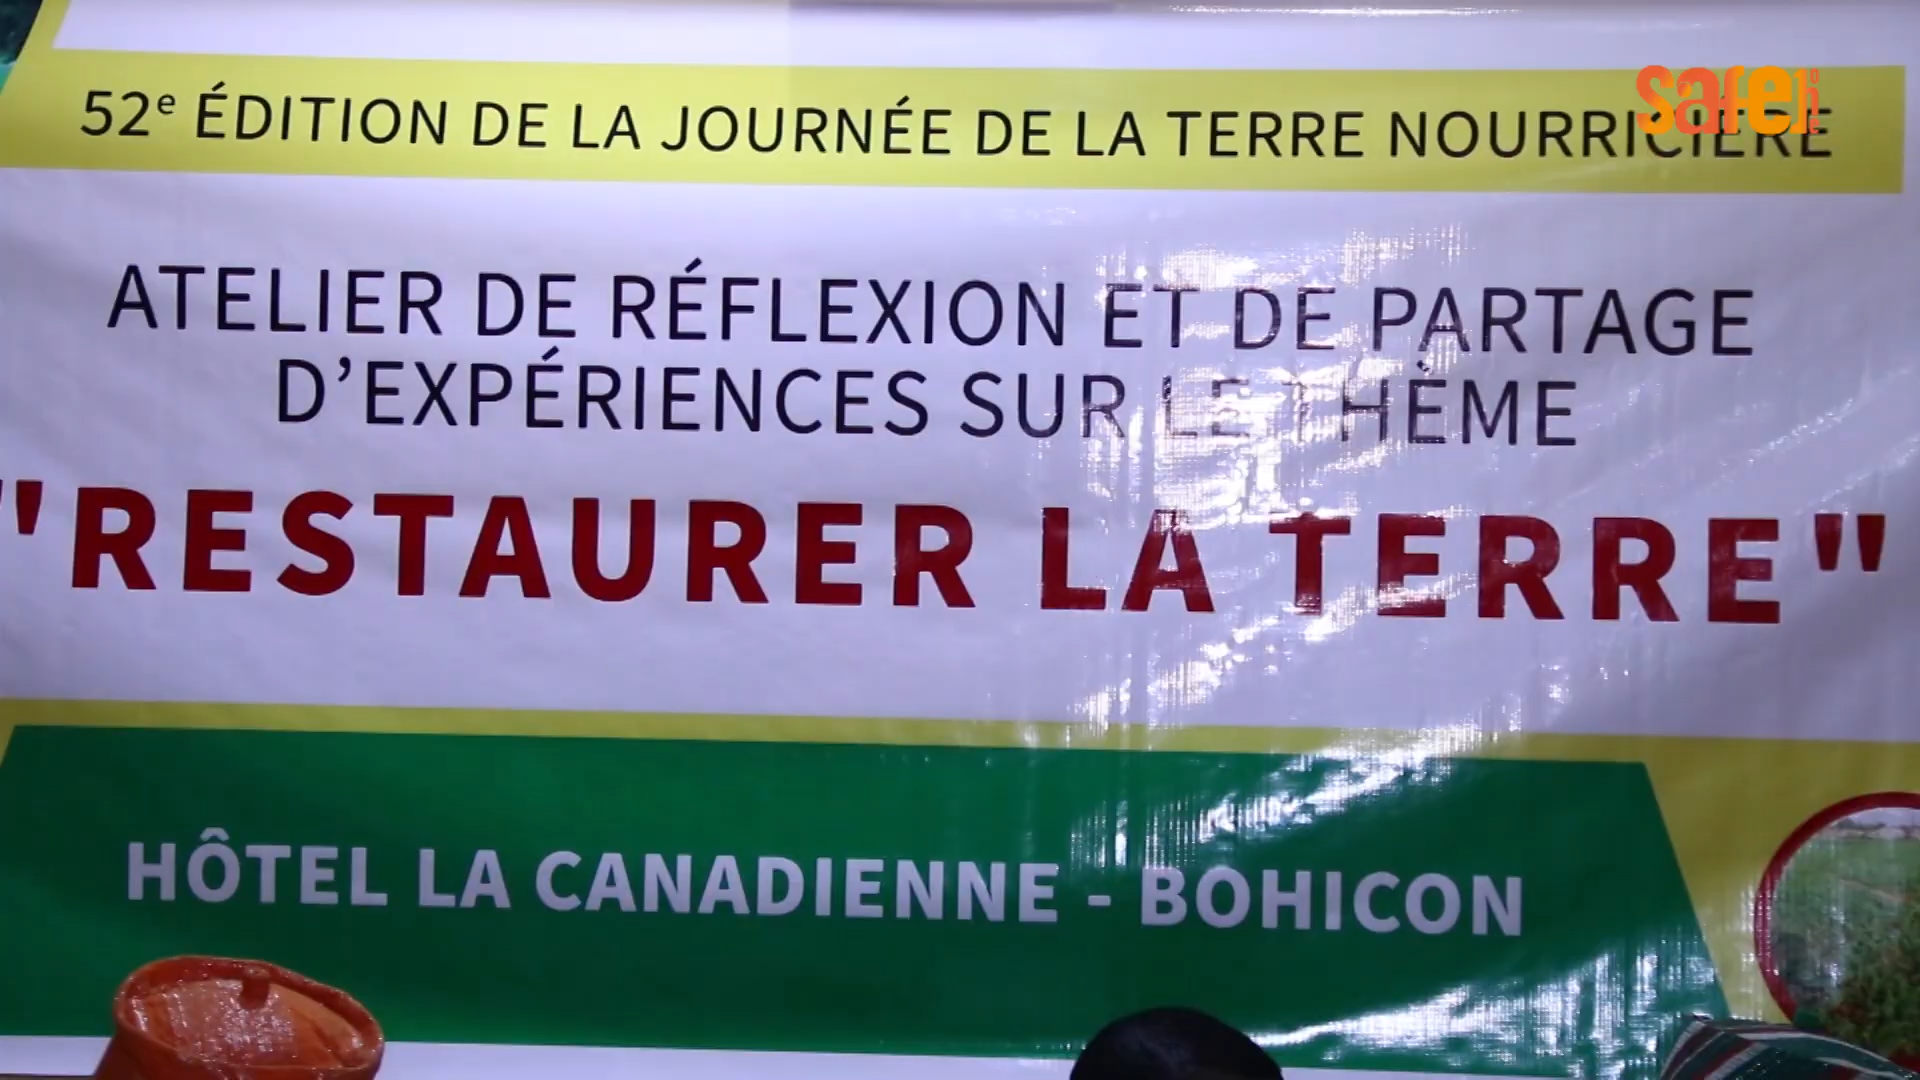 52e ÉDITION DE LA JOURNÉE DE LA TERRE NOURRICIÈRE
ATELIER DE RÉFLEXION ET DE PARTAGE
D'EXPÉRIENCES SUR LE THÈME
"RESTAURER LA TERRE"
HÔTEL LA CANADIENNE - BOHICON